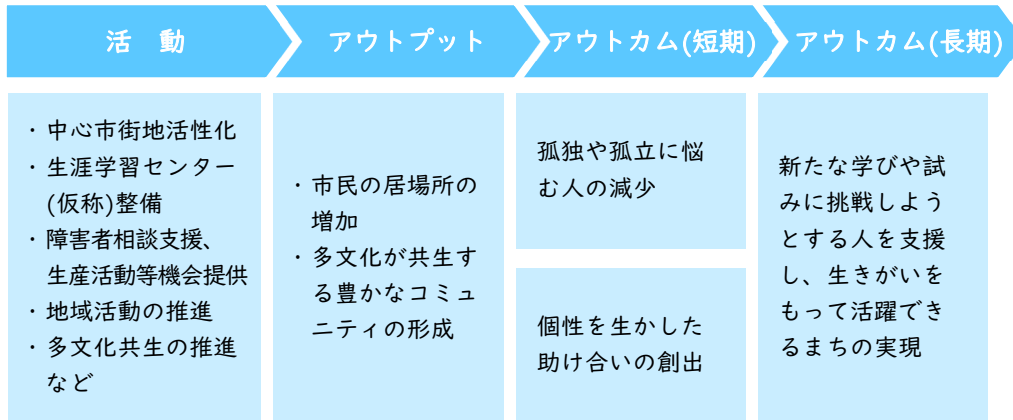 活 動
アウトプット
アウトカム(短期)
アウトカム(長期)
・中心市街地活性化
・生涯学習センター
(仮称)整備
・障害者相談支援、
生産活動等機会提供
・地域活動の推進
・多文化共生の推進
など
・市民の居場所の
増加
・多文化が共生す
る豊かなコミュ
ニティの形成
孤独や孤立に悩
む人の減少
個性を生かした
助け合いの創出
新たな学びや試
みに挑戦しよう
とする人を支援
し、生きがいを
もって活躍でき
るまちの実現